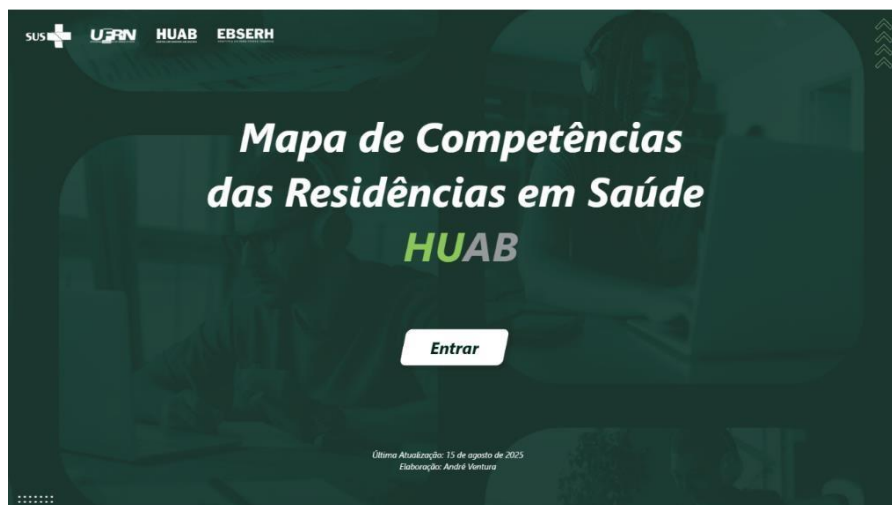 SUS
UFRN
HUAB
EBSERH
Mapa de Competências
das Residências em Saúde
HUAB
Entrar
Última Atualização: 15 de agosto de 2025
Elaboração: André Ventura